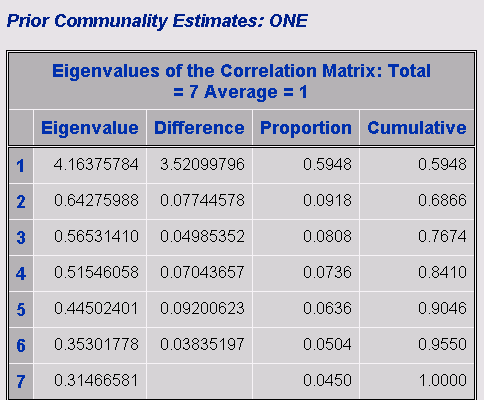 Prior Communality Estimates: ONE
Eigenvalues of the Correlation Matrix: Total
= 7 Average = 1
Eigenvalue Difference Proportion Cumulative
1 4.16375784 3.52099796 0.5948 0.5948
2 0.64275988 0.07744578 0.0918 0.6866
3 0.56531410 0.04985352 0.0808 0.7674
4 0.51546058 0.07043657 0.0736 0.8410
5 0.44502401 0.09200623 0.0636 0.9046
6 0.35301778 0.03835197 0.0504 0.9550
7 0.31466581 0.0450 1.0000